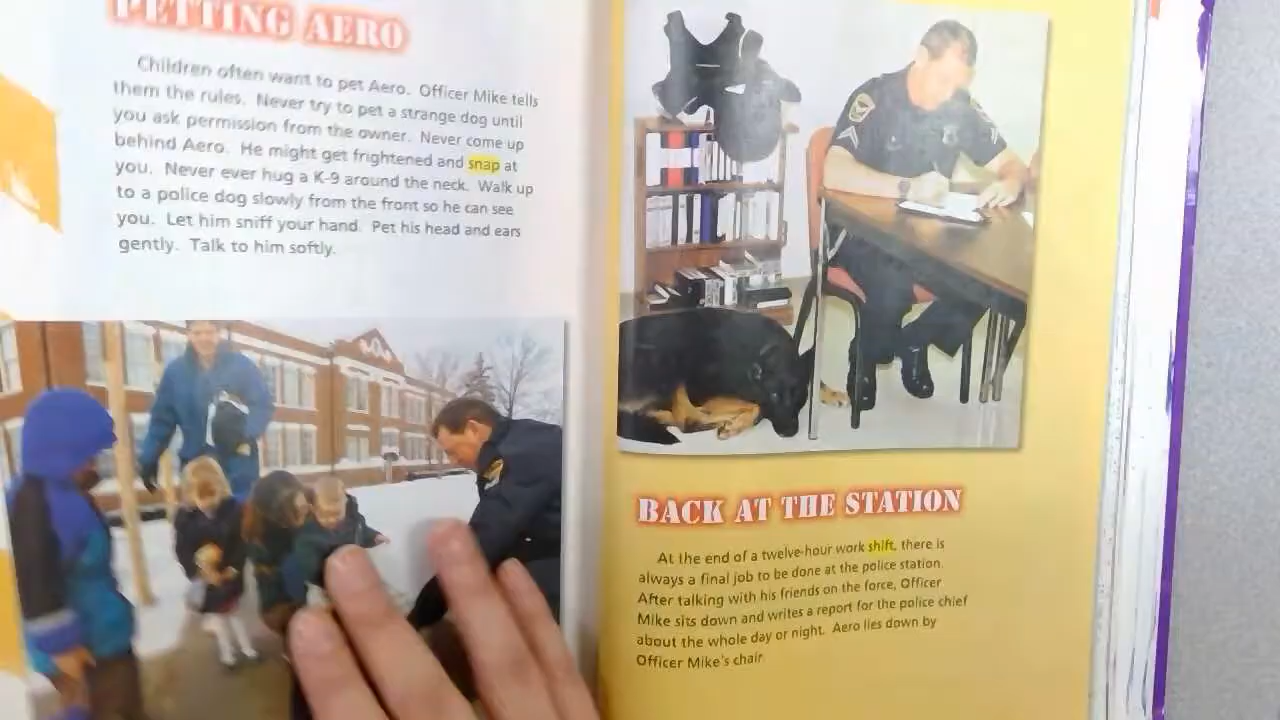 PETTING AERO
Children often want to pet Aero. Officer Mike tells
them the rules. Never try to pet a strange dog until
you ask permission from the owner. Never come up
behind Aero. He might get frightened and snap at
you. Never ever hug a K-9 around the neck. Walk up
to a police dog slowly from the front so he can see
you. Let him sniff your hand. Pet his head and ears
gently. Talk to him softly.
BACK AT THE STATION
At the end of a twelve-hour work shift, there is
always a final job to be done at the police station.
After talking with his friends on the force, Officer
Mike sits down and writes a report for the police chief
about the whole day or night. Aero lies down by
Officer Mike's chair.